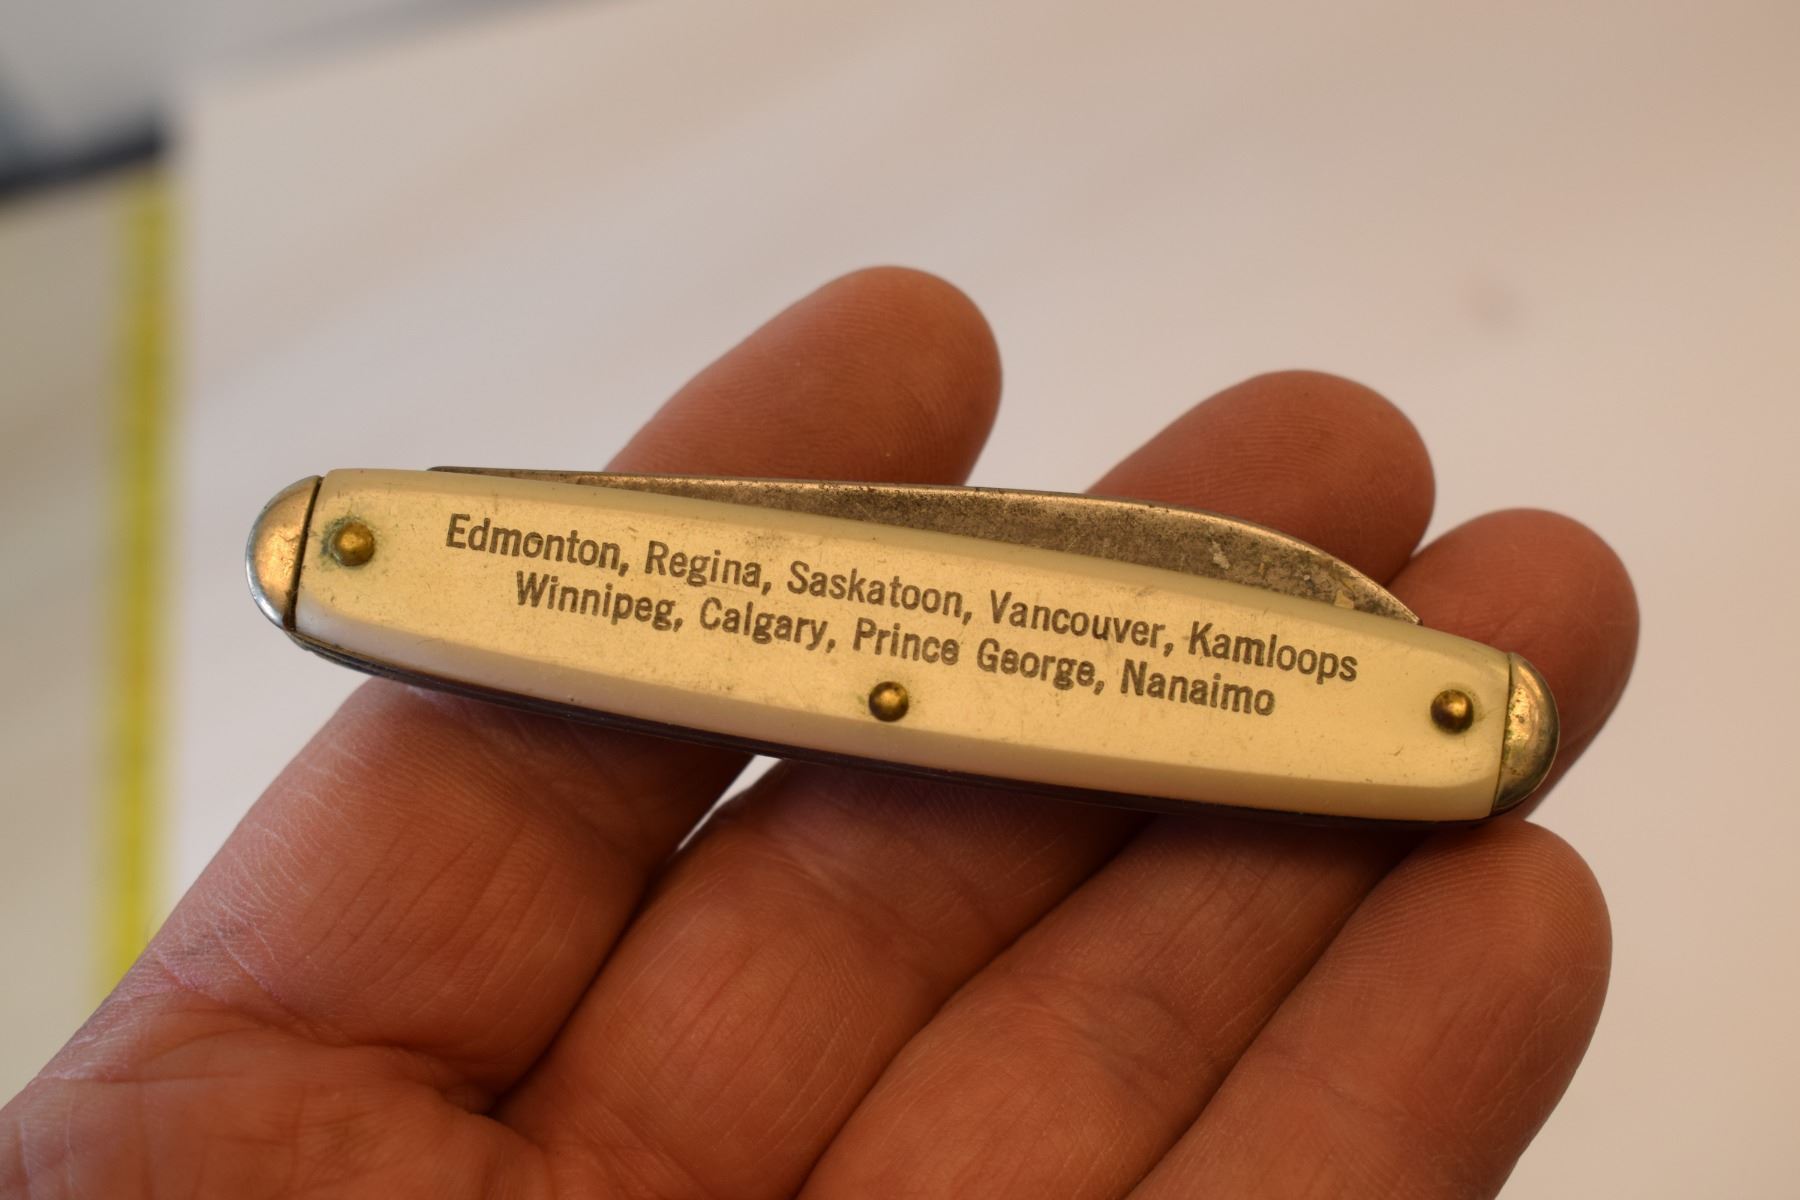 Edmonton, Regina, Saskatoon, Vancouver, Kamloops
Winnipeg, Calgary, Prince George, Nanaimo